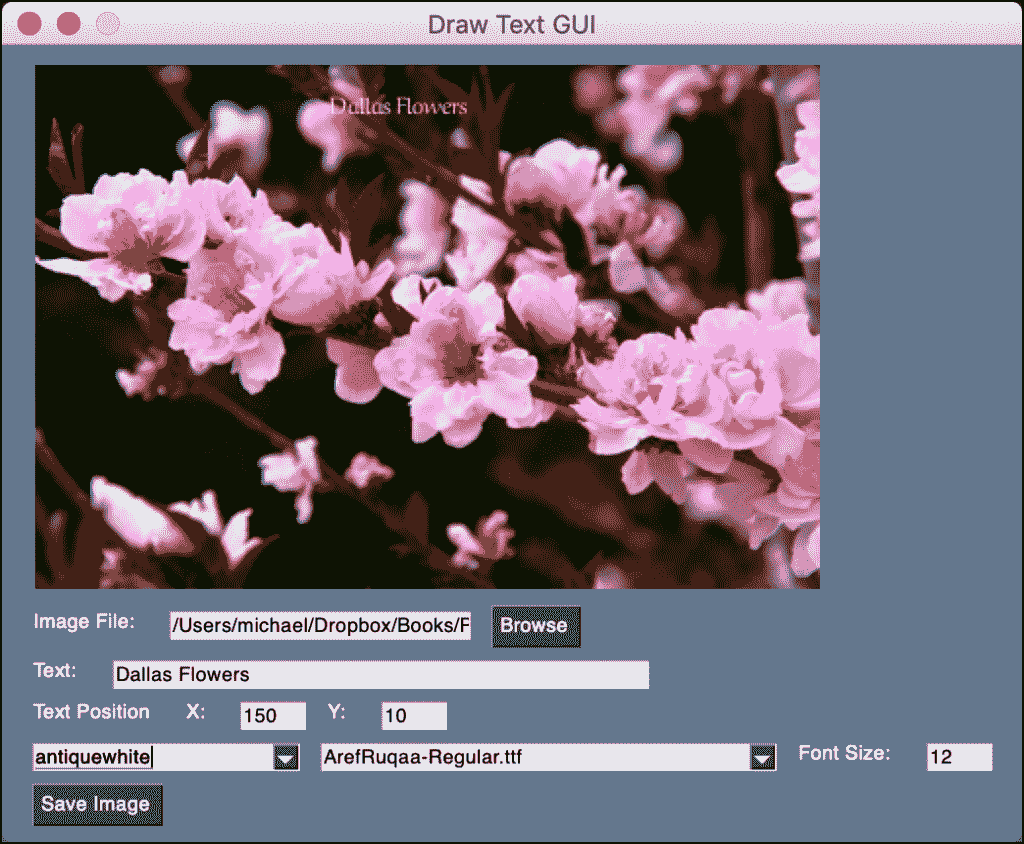 Draw Text GUI
Dallas Flowers
Image File: /Users/michael/Dropbox/Books/F Browse
Text: Dallas Flowers
Text Position X: 150 Y: 10
antiquewhite ArefRuqaa-Regular.ttf Font Size: 12
Save Image